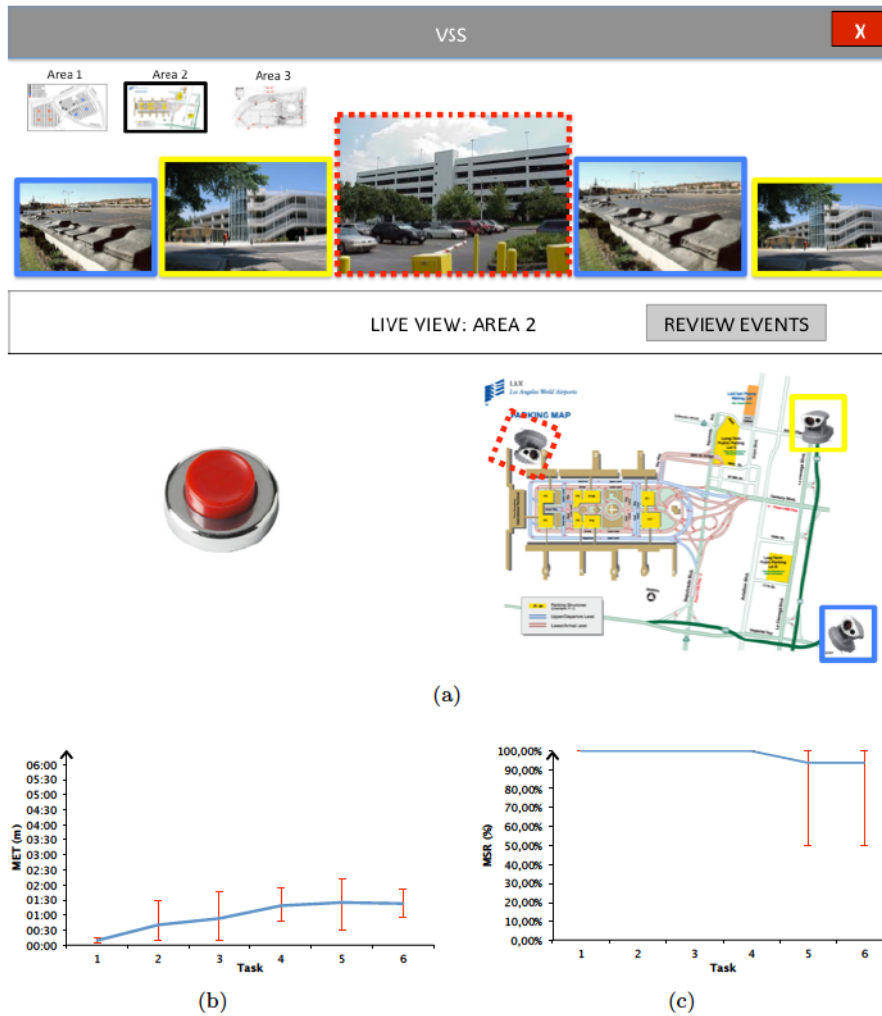 VSS
X
Area 1
Area 2
Area 3
LIVE VIEW: AREA 2
REVIEW EVENTS
LAX
Los Angeles World Airports
PARKING MAP
(a)
06:00
05:30
05:00
04:30
04:00
03:30
03:00
02:30
02:00
01:30
01:00
00:30
00:00
MET (m)
1 2 3 4 5 6
Task
(b)
100,00%
90,00%
80,00%
70,00%
60,00%
50,00%
40,00%
30,00%
20,00%
10,00%
0,00%
MSR (%)
1 2 3 4 5 6
Task
(c)